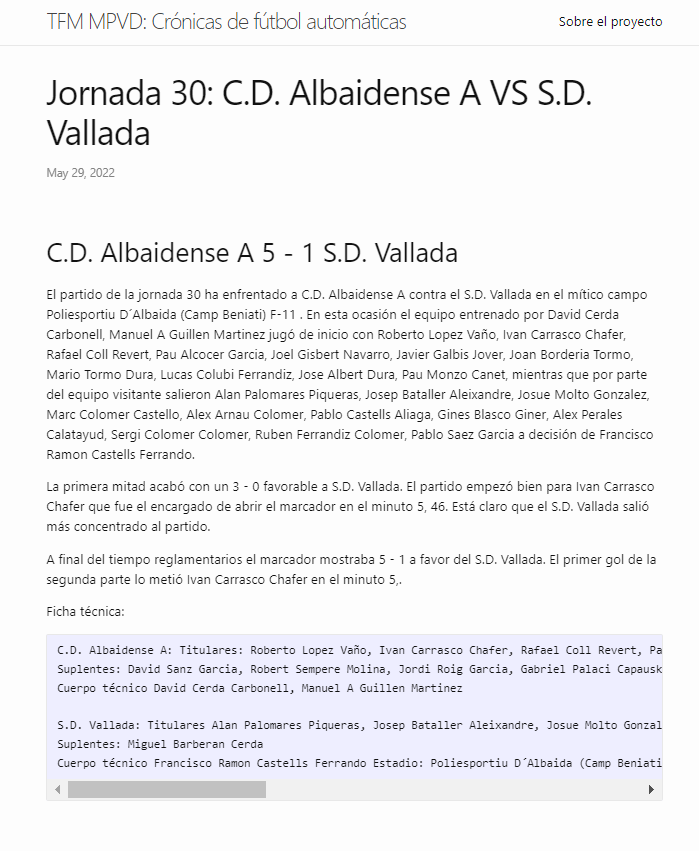 TFM MPVD: Crónicas de fútbol automáticas
Sobre el proyecto
Jornada 30: C.D. Albaidense A VS S.D.
Vallada
May 29, 2022
C.D. Albaidense A 5 - 1 S.D. Vallada
El partido de la jornada 30 ha enfrentado a C.D. Albaidense A contra el S.D. Vallada en el mítico campo
Poliesportiu D´Albaida (Camp Beniati) F-11 . En esta ocasión el equipo entrenado por David Cerda
Carbonell, Manuel A Guillen Martinez jugó de inicio con Roberto Lopez Vaño, Ivan Carrasco Chafer,
Rafael Coll Revert, Pau Alcocer Garcia, Joel Gisbert Navarro, Javier Galbis Jover, Joan Borderia Tormo,
Mario Tormo Dura, Lucas Colubi Ferrandiz, Jose Albert Dura, Pau Monzo Canet, mientras que por parte
del equipo visitante salieron Alan Palomares Piqueras, Josep Bataller Aleixandre, Josue Molto Gonzalez,
Marc Colomer Castello, Alex Arnau Colomer, Pablo Castells Aliaga, Gines Blasco Giner, Alex Perales
Calatayud, Sergi Colomer Colomer, Ruben Ferrandiz Colomer, Pablo Saez Garcia a decisión de Francisco
Ramon Castells Ferrando.
La primera mitad acabó con un 3 - 0 favorable a S.D. Vallada. El partido empezó bien para Ivan Carrasco
Chafer que fue el encargado de abrir el marcador en el minuto 5, 46. Está claro que el S.D. Vallada salió
más concentrado al partido.
A final del tiempo reglamentarios el marcador mostraba 5 - 1 a favor del S.D. Vallada. El primer gol de la
segunda parte lo metió Ivan Carrasco Chafer en el minuto 5,.
Ficha técnica:
C.D. Albaidense A: Titulares: Roberto Lopez Vaño, Ivan Carrasco Chafer, Rafael Coll Revert, Pa
Suplentes: David Sanz Garcia, Robert Sempere Molina, Jordi Roig Garcia, Gabriel Palaci Capausk
Cuerpo técnico David Cerda Carbonell, Manuel A Guillen Martinez
S.D. Vallada: Titulares Alan Palomares Piqueras, Josep Bataller Aleixandre, Josue Molto Gonzal
Suplentes: Miguel Barberan Cerda
Cuerpo técnico Francisco Ramon Castells Ferrando Estadio: Poliesportiu D´Albaida (Camp Beniati